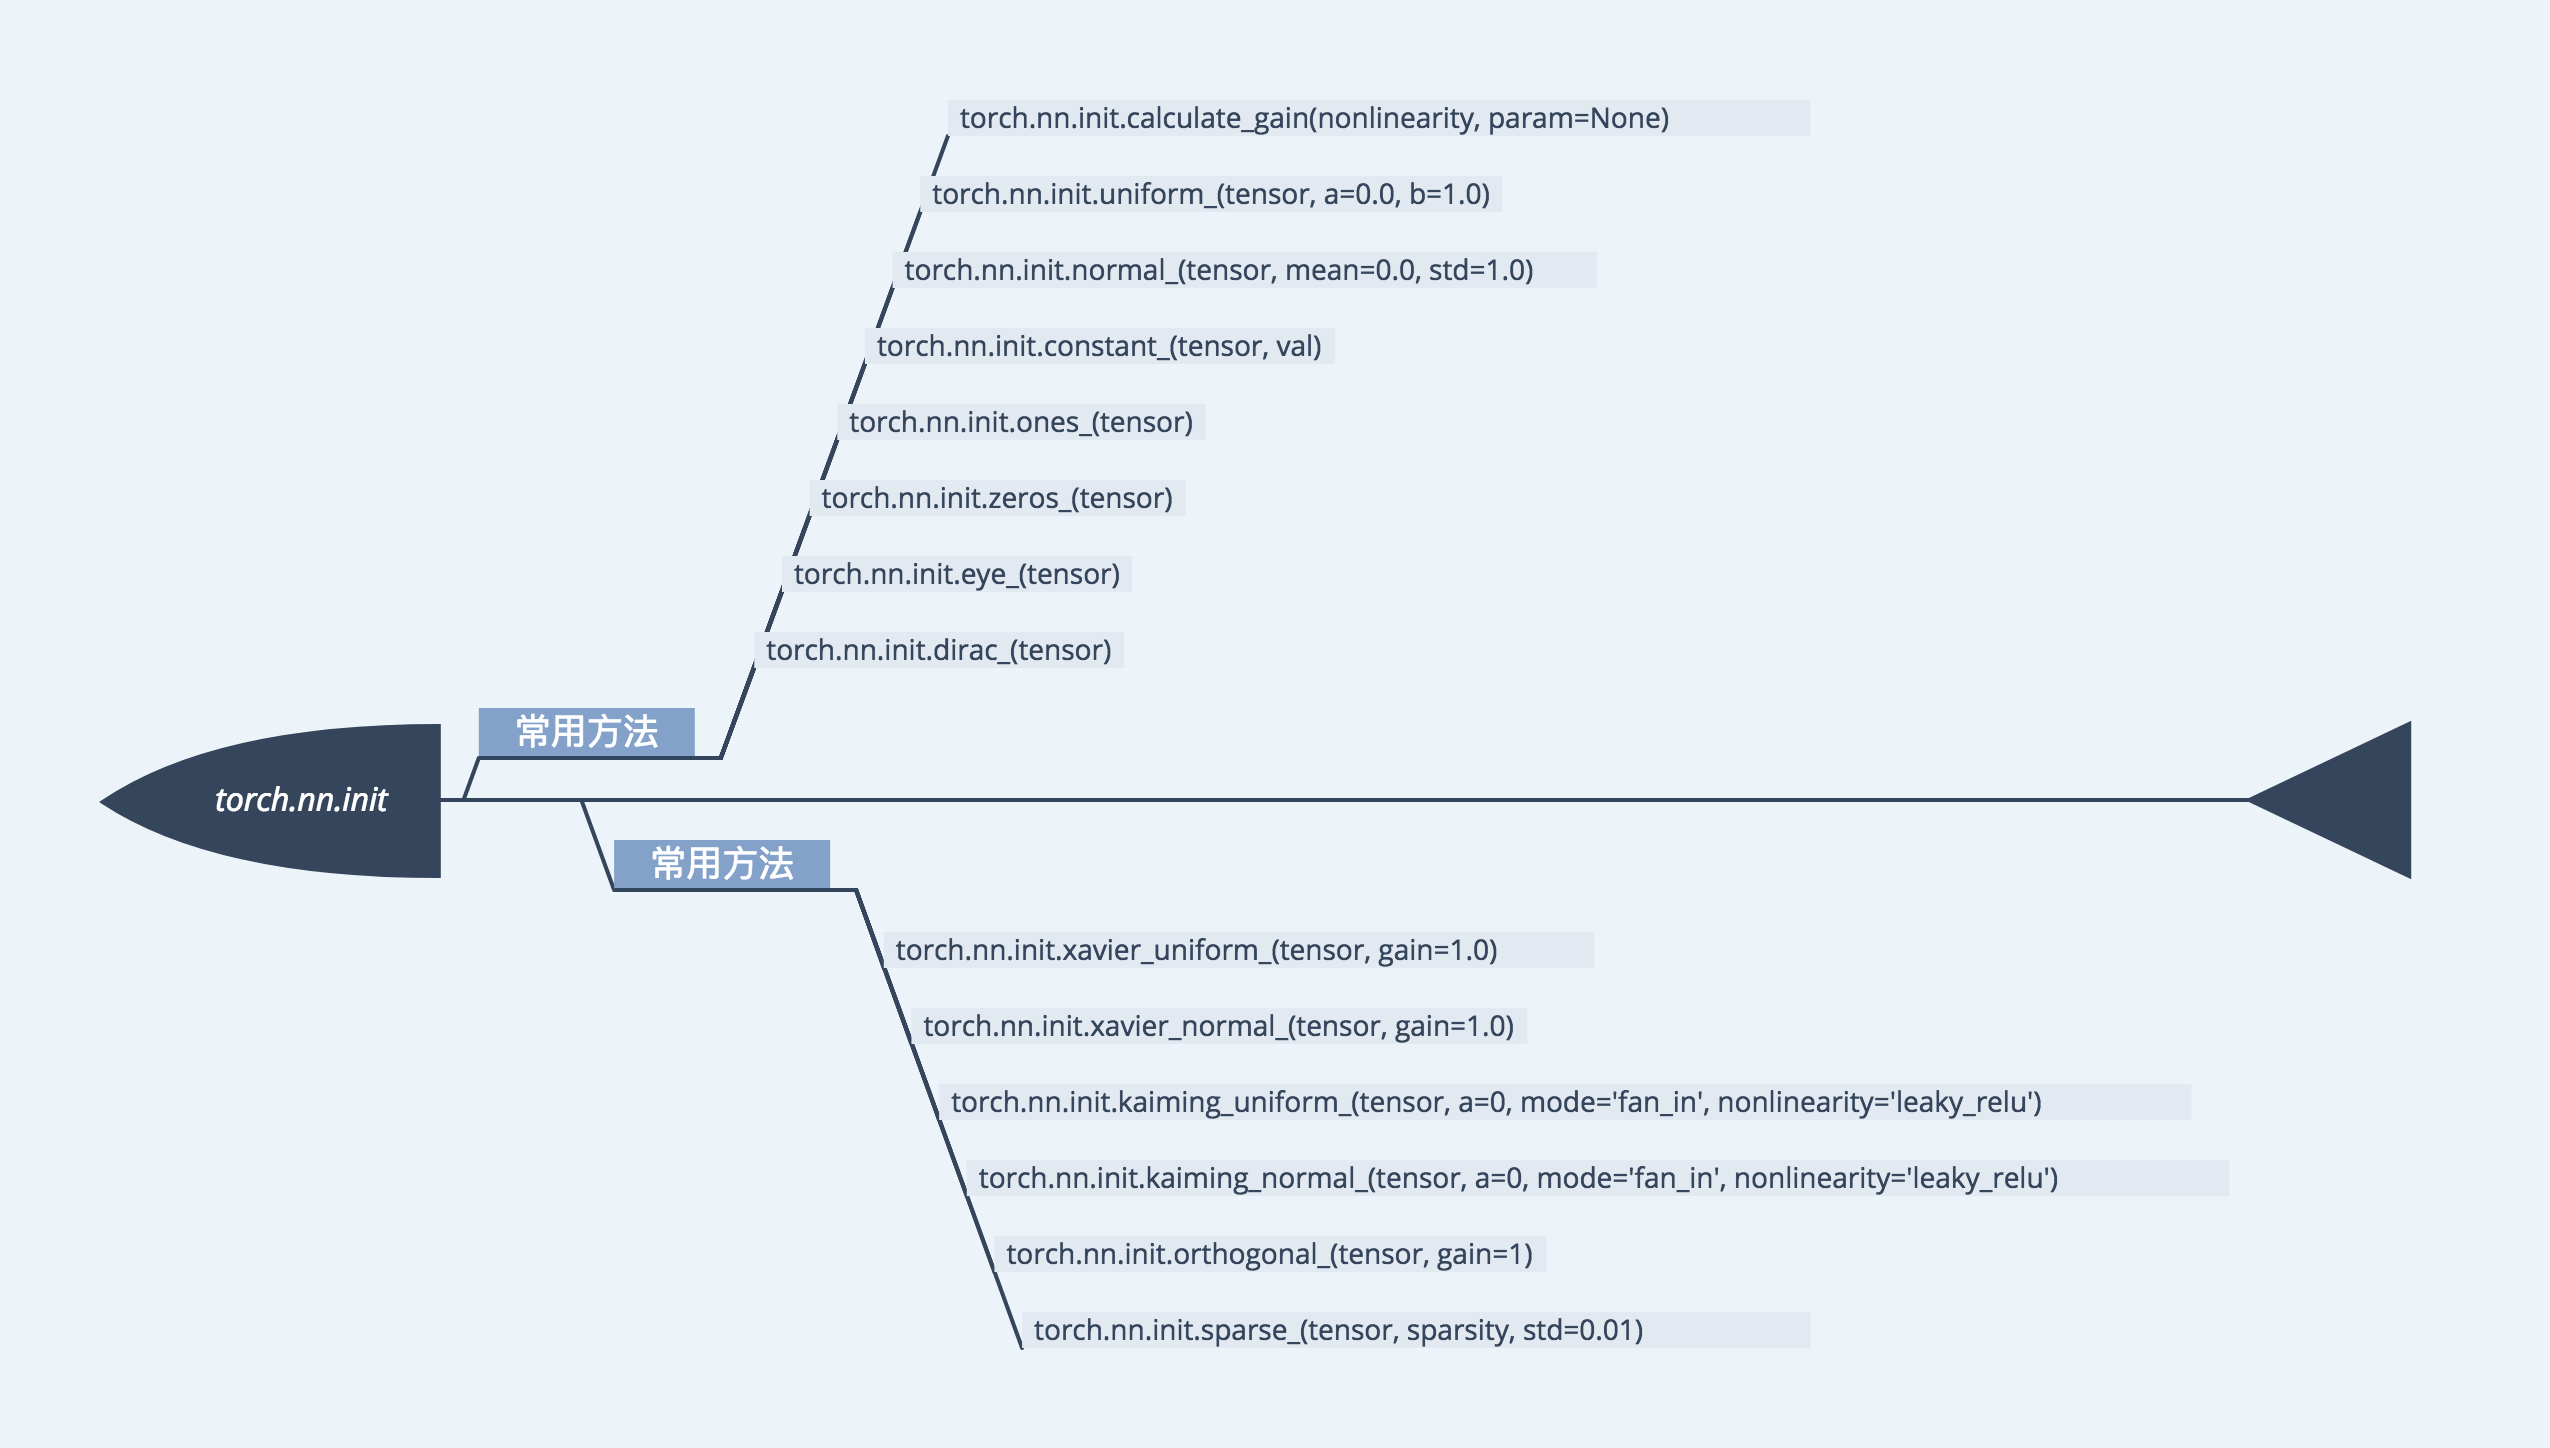 torch.nn.init.calculate_gain(nonlinearity, param=None)
torch.nn.init.uniform_(tensor, a=0.0, b=1.0)
torch.nn.init.normal_(tensor, mean=0.0, std=1.0)
torch.nn.init.constant_(tensor, val)
torch.nn.init.ones_(tensor)
torch.nn.init.zeros_(tensor)
torch.nn.init.eye_(tensor)
torch.nn.init.dirac_(tensor)
常用方法
torch.nn.init
常用方法
torch.nn.init.xavier_uniform_(tensor, gain=1.0)
torch.nn.init.xavier_normal_(tensor, gain=1.0)
torch.nn.init.kaiming_uniform_(tensor, a=0, mode='fan_in', nonlinearity='leaky_relu')
torch.nn.init.kaiming_normal_(tensor, a=0, mode='fan_in', nonlinearity='leaky_relu')
torch.nn.init.orthogonal_(tensor, gain=1)
torch.nn.init.sparse_(tensor, sparsity, std=0.01)